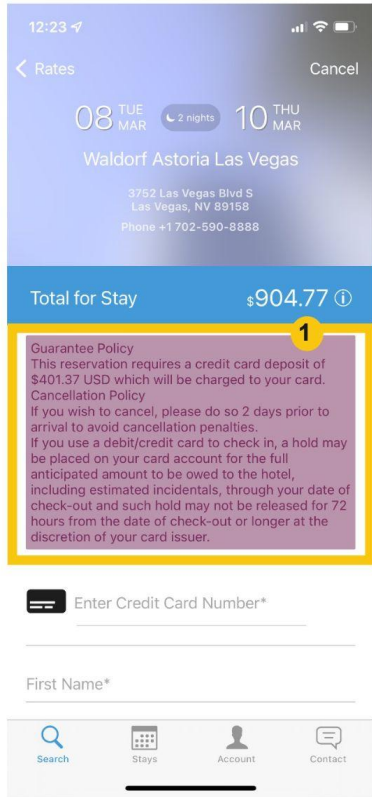 12:23
Rates
Cancel
08 TUE MAR 2 nights 10 THU MAR
Waldorf Astoria Las Vegas
3752 Las Vegas Blvd S
Las Vegas, NV 89158
Phone +1 702-590-8888
Total for Stay $904.77
1
Guarantee Policy
This reservation requires a credit card deposit of
$401.37 USD which will be charged to your card.
Cancellation Policy
If you wish to cancel, please do so 2 days prior to
arrival to avoid cancellation penalties.
If you use a debit/credit card to check in, a hold may
be placed on your card account for the full
anticipated amount to be owed to the hotel,
including estimated incidentals, through your date of
check-out and such hold may not be released for 72
hours from the date of check-out or longer at the
discretion of your card issuer.
Enter Credit Card Number*
First Name*
Search Stays Account Contact